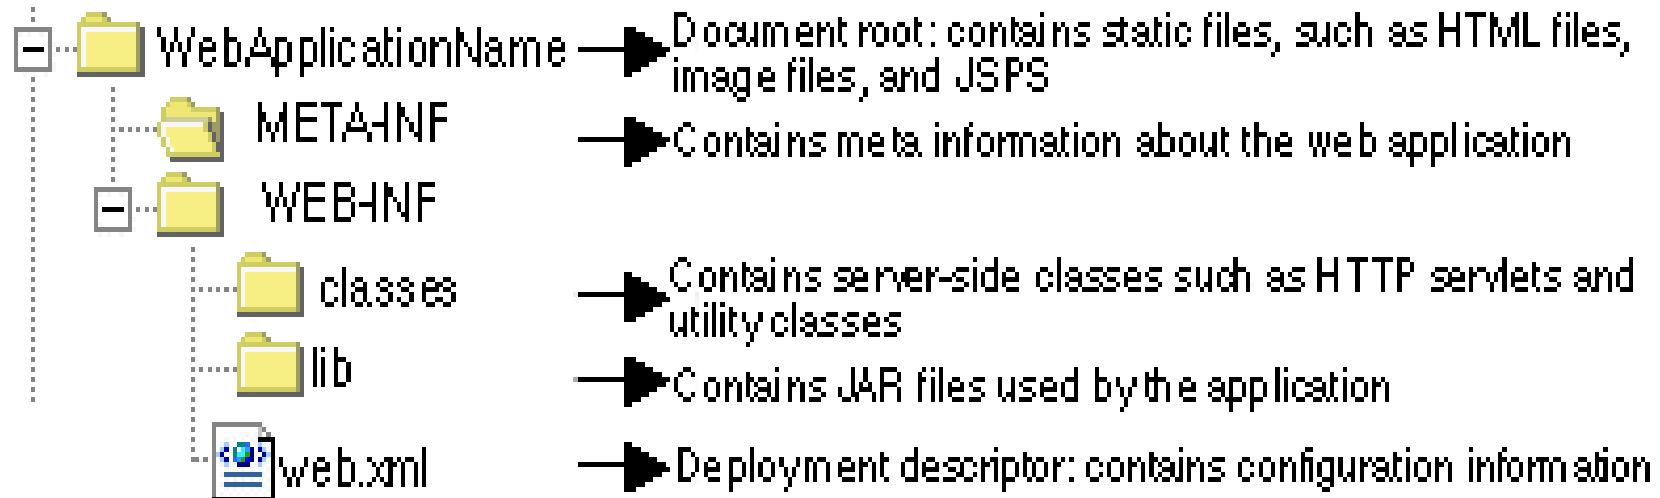 WebApplicationName
Document root: contains static files, such as HTML files,
image files, and JSPS
META-INF
Contains meta information about the web application
WEB-INF
classes
Contains server-side classes such as HTTP servlets and
utility classes
lib
Contains JAR files used by the application
web.xml
Deployment descriptor: contains configuration information